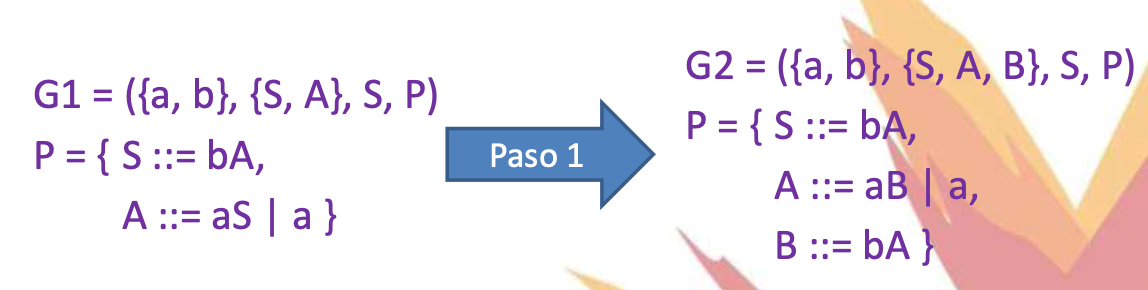 G1 = ({a, b}, {S, A}, S, P)
P = { S ::= bA,
A ::= aS | a }
Paso 1
G2 = ({a, b}, {S, A, B}, S, P)
P = { S ::= bA,
A ::= aB | a,
B ::= bA }